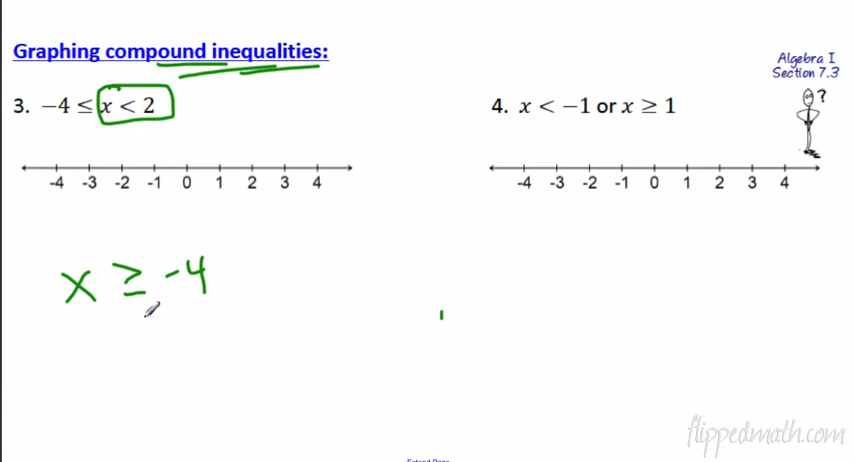 Graphing compound inequalities:
Algebra I
Section 7.3
3. −4 ≤ x < 2
4. x < −1 or x ≥ 1
?
-4 -3 -2 -1 0 1 2 3 4
-4 -3 -2 -1 0 1 2 3 4
x ≥ -4
flippedmath.com